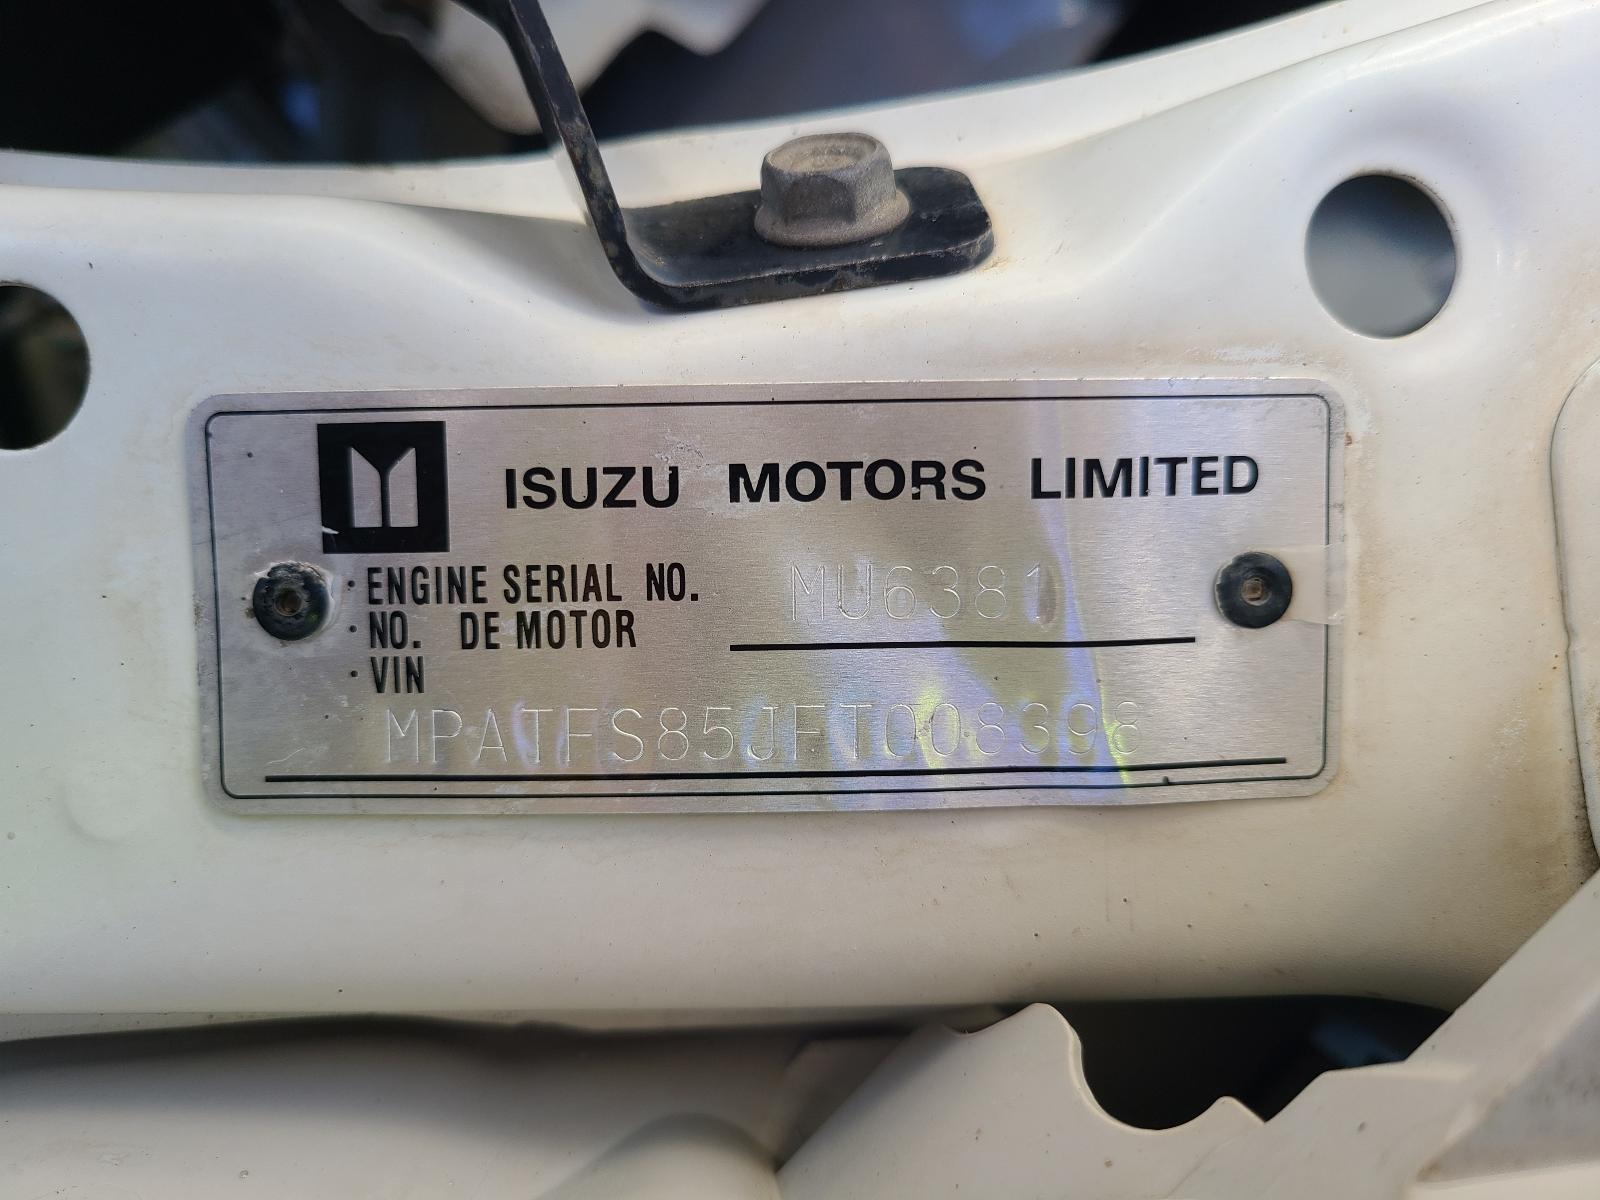 ISUZU MOTORS LIMITED
· ENGINE SERIAL NO. MU6381
· NO. DE MOTOR
· VIN
MPATFS85JFT008398